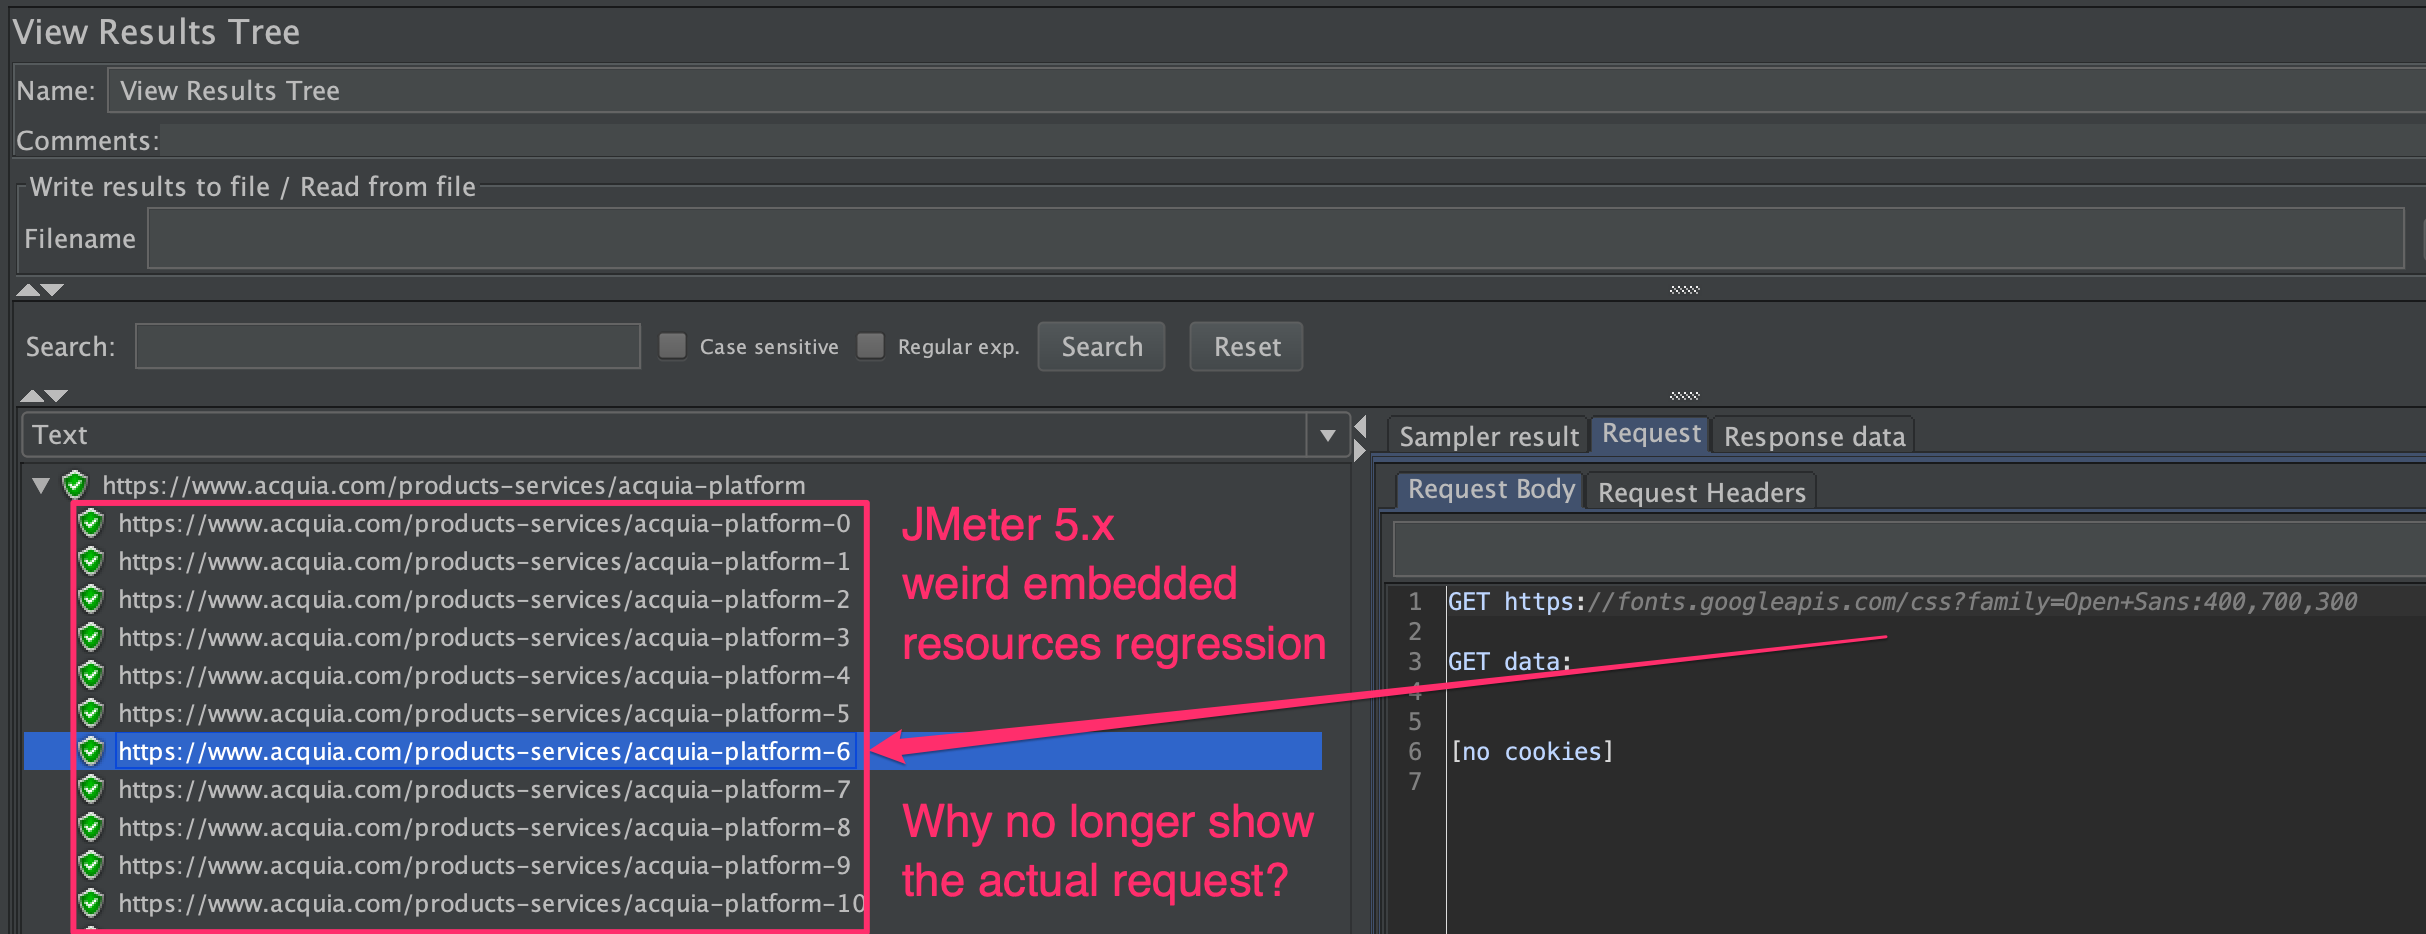 View Results Tree
Name: View Results Tree
Comments:
Write results to file / Read from file
Filename
Search: Case sensitive Regular exp. Search Reset
Text
https://www.acquia.com/products-services/acquia-platform
https://www.acquia.com/products-services/acquia-platform-0
https://www.acquia.com/products-services/acquia-platform-1
https://www.acquia.com/products-services/acquia-platform-2
https://www.acquia.com/products-services/acquia-platform-3
https://www.acquia.com/products-services/acquia-platform-4
https://www.acquia.com/products-services/acquia-platform-5
https://www.acquia.com/products-services/acquia-platform-6
https://www.acquia.com/products-services/acquia-platform-7
https://www.acquia.com/products-services/acquia-platform-8
https://www.acquia.com/products-services/acquia-platform-9
https://www.acquia.com/products-services/acquia-platform-10
JMeter 5.x
weird embedded
resources regression
Why no longer show
the actual request?
Sampler result Request Response data
Request Body Request Headers
1 GET https://fonts.googleapis.com/css?family=Open+Sans:400,700,300
2
3 GET data:
4
5
6 [no cookies]
7